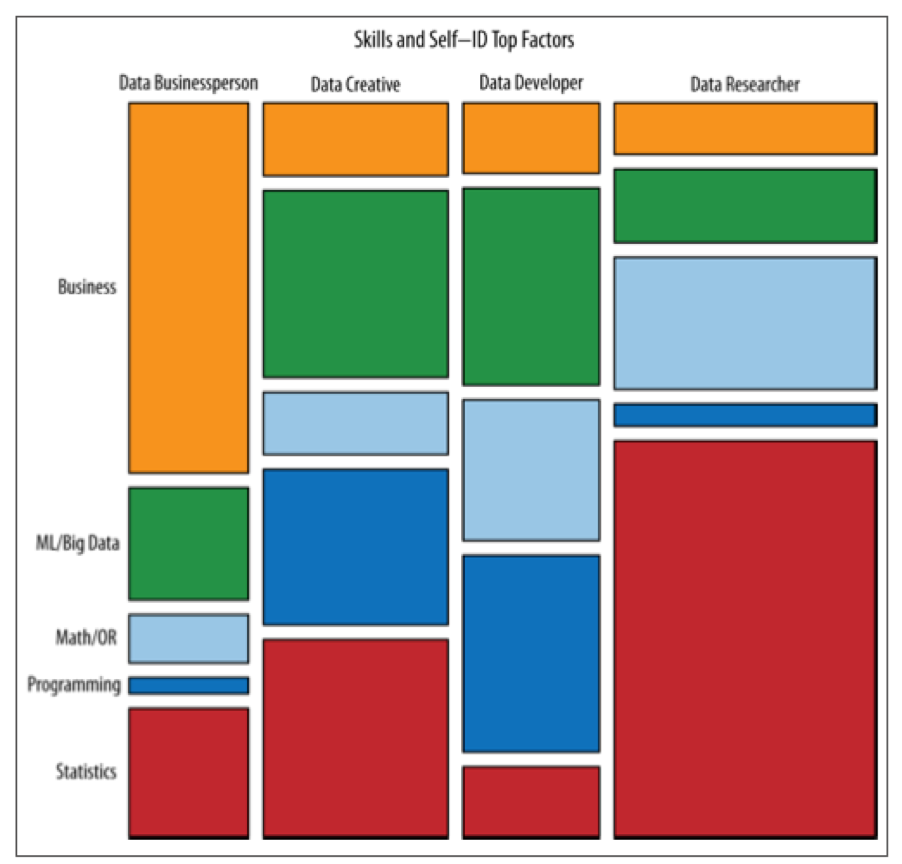 Skills and Self–ID Top Factors
Data Businessperson Data Creative Data Developer Data Researcher
Business
ML/Big Data
Math/OR
Programming
Statistics